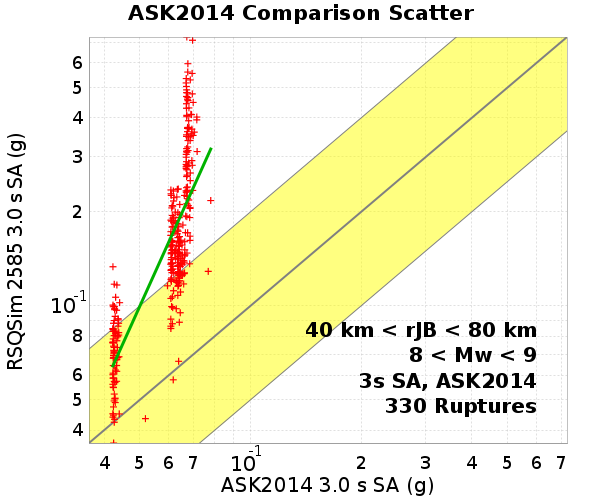 ASK2014 Comparison Scatter
RSQSim 2585 3.0 s SA (g)
6
5
4
3
2
10-1
8
6
5
4
40 km < rJB < 80 km
8 < Mw < 9
3s SA, ASK2014
330 Ruptures
4 5 6 7 10-1 2 3 4 5 6 7
ASK2014 3.0 s SA (g)